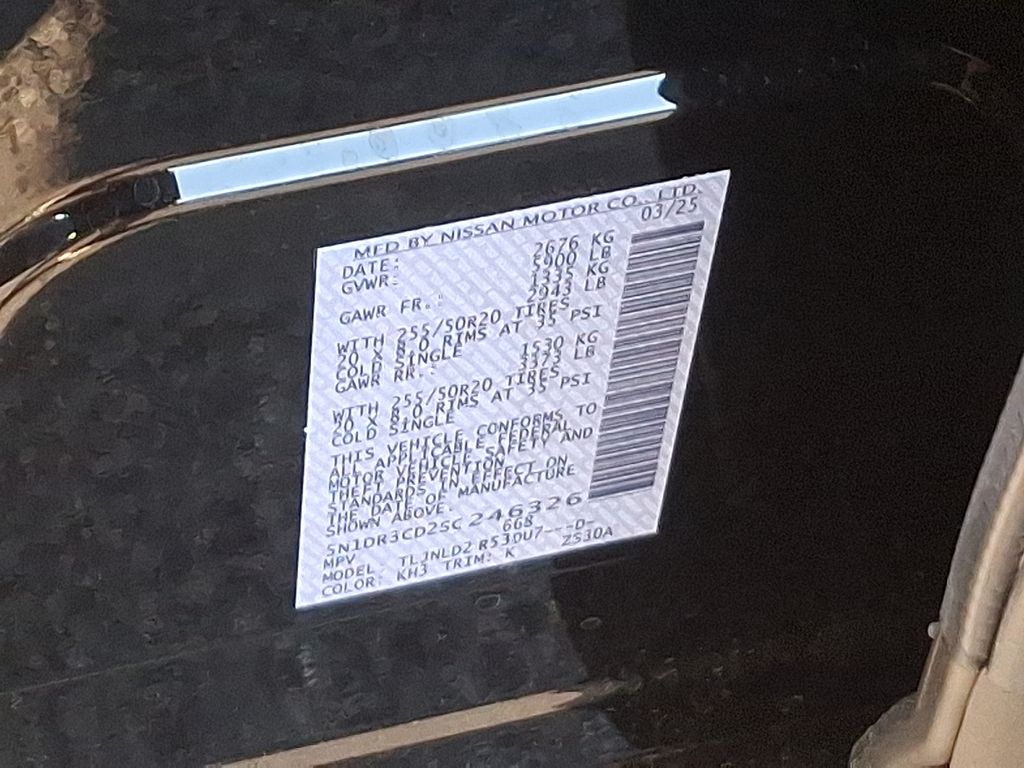 MFD BY NISSAN MOTOR CO., LTD.
DATE: 03/25
GVWR: 2676 KG
5900 LB
GAWR FR.: 1335 KG
2943 LB
WITH 255/50R20 TIRES
20 X 8.0 RIMS AT 35 PSI
COLD SINGLE
GAWR RR.: 1530 KG
3373 LB
WITH 255/50R20 TIRES
20 X 8.0 RIMS AT 35 PSI
COLD SINGLE
THIS VEHICLE CONFORMS TO
ALL APPLICABLE FEDERAL
MOTOR VEHICLE SAFETY AND
THEFT PREVENTION
STANDARDS IN EFFECT ON
THE DATE OF MANUFACTURE
SHOWN ABOVE.
5N1DR3CD2SC246326
MPV 668
MODEL: TLJNLD2 R530U7---D-
COLOR: KH3 TRIM: K Z530A